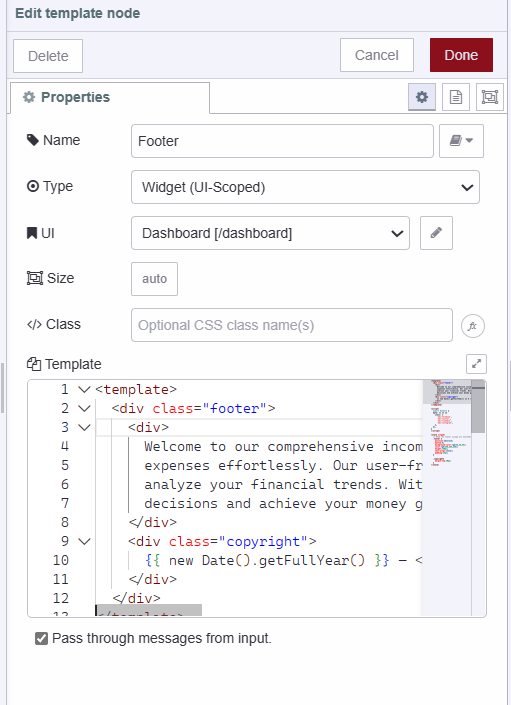 Edit template node
Delete
Cancel
Done
Properties
Name
Footer
Type
Widget (UI-Scoped)
UI
Dashboard [/dashboard]
Size
auto
</> Class
Optional CSS class name(s)
fx
Template
1 <template>
2 <div class="footer">
3 <div>
4 Welcome to our comprehensive incom
5 expenses effortlessly. Our user-fr
6 analyze your financial trends. Wit
7 decisions and achieve your money g
8 </div>
9 <div class="copyright">
10 {{ new Date().getFullYear() }} — <
11 </div>
12 </div>
13 </template>
Pass through messages from input.